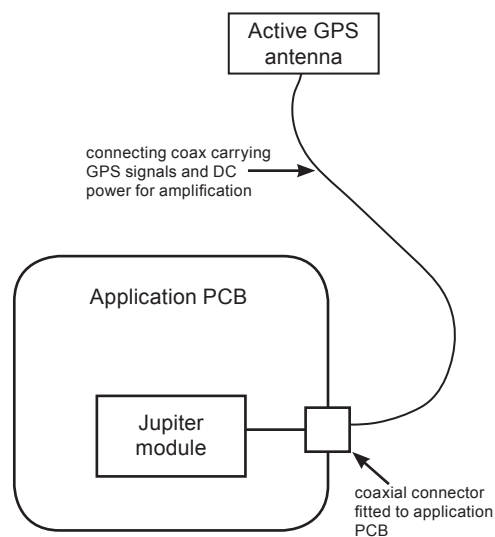 Active GPS
antenna
connecting coax carrying
GPS signals and DC
power for amplification
Application PCB
Jupiter
module
coaxial connector
fitted to application
PCB